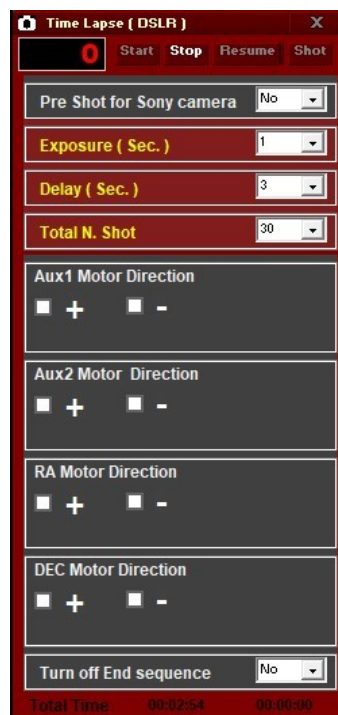 Time Lapse ( DSLR ) X
0 Start Stop Resume Shot
Pre Shot for Sony camera No
Exposure ( Sec. ) 1
Delay ( Sec. ) 3
Total N. Shot 30
Aux1 Motor Direction
+ -
Aux2 Motor Direction
+ -
RA Motor Direction
+ -
DEC Motor Direction
+ -
Turn off End sequence No
Total Time 00:02:54 00:00:00